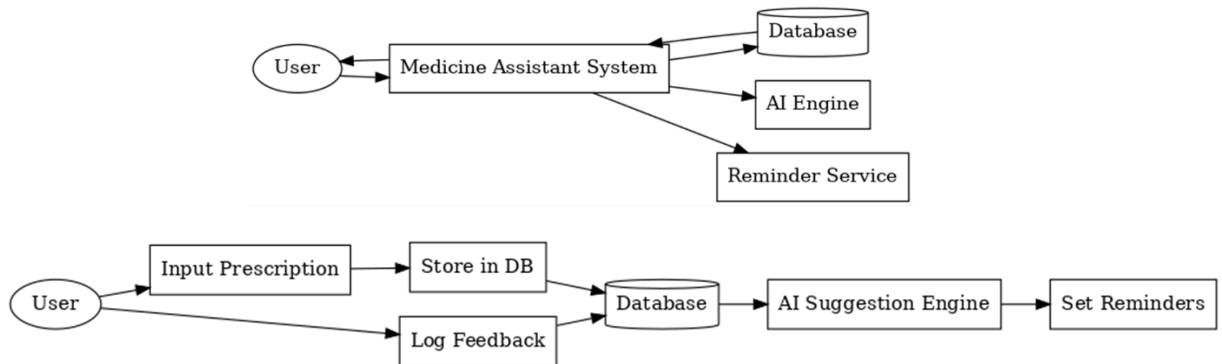 Database
User
Medicine Assistant System
AI Engine
Reminder Service
Input Prescription
Store in DB
User
Database
AI Suggestion Engine
Set Reminders
Log Feedback